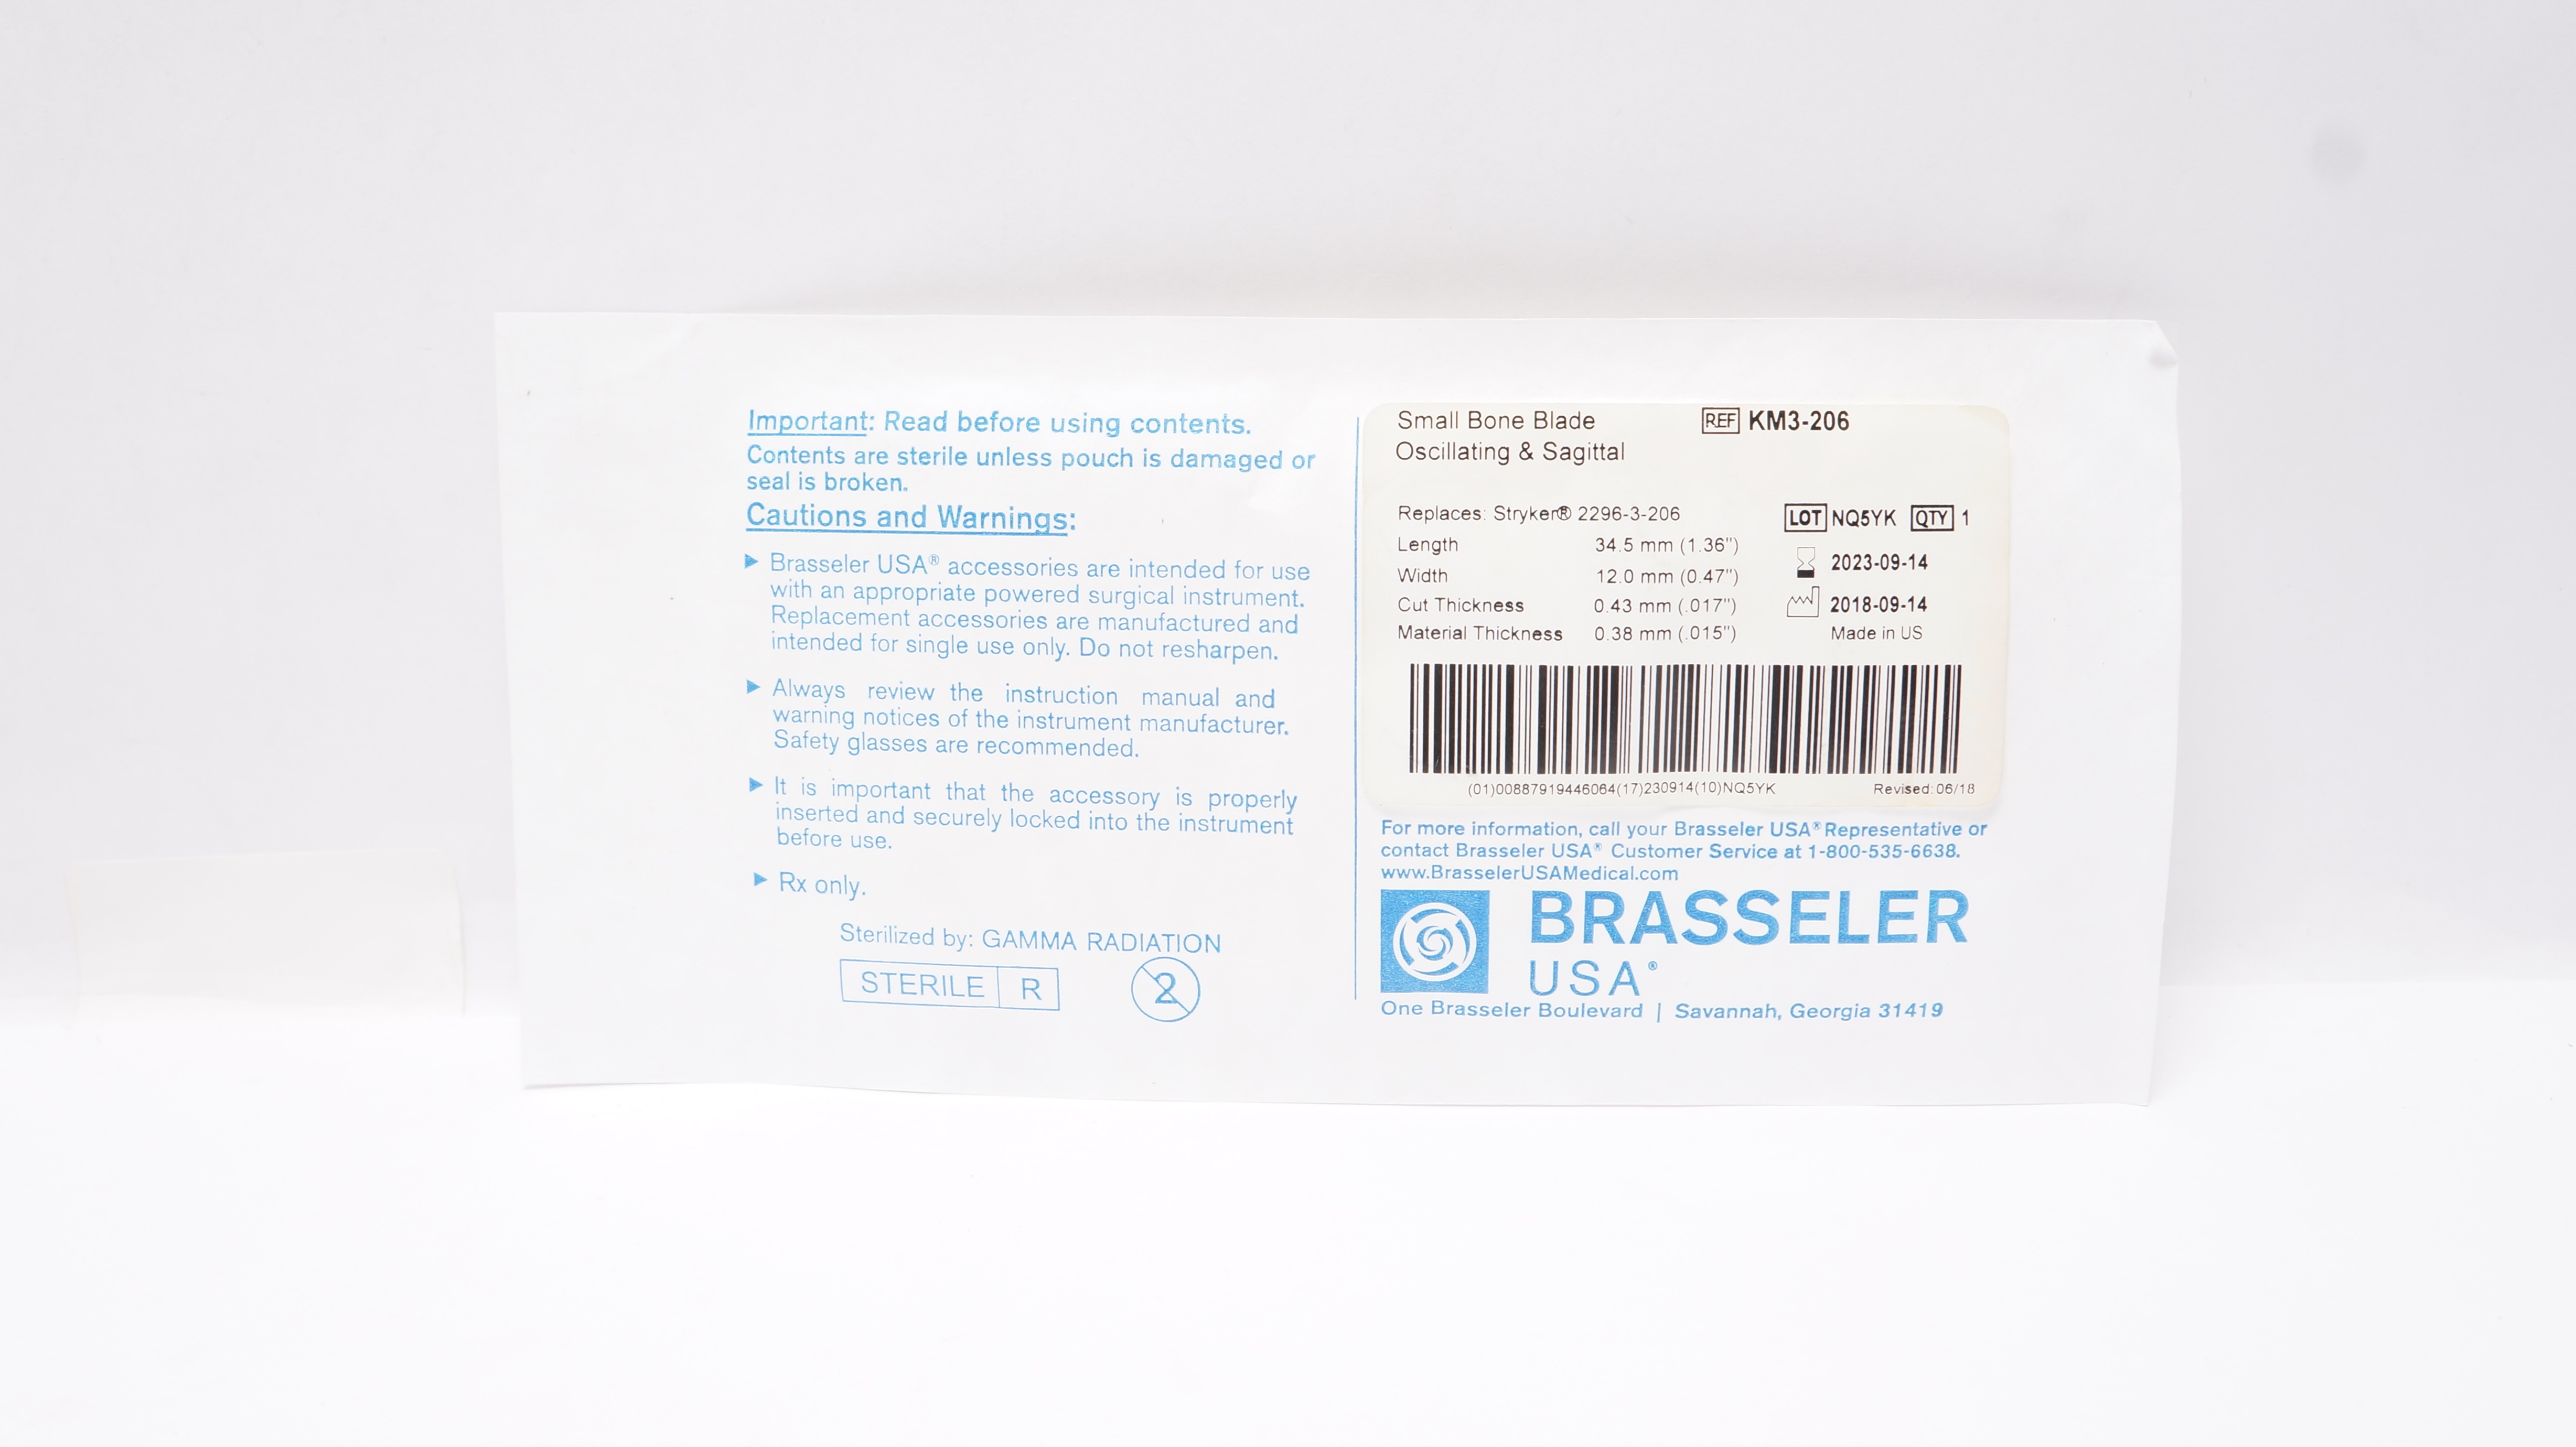 Important: Read before using contents.
Contents are sterile unless pouch is damaged or
seal is broken.
Cautions and Warnings:
▶ Brasseler USA® accessories are intended for use
with an appropriate powered surgical instrument.
Replacement accessories are manufactured and
intended for single use only. Do not resharpen.
▶ Always review the instruction manual and
warning notices of the instrument manufacturer.
Safety glasses are recommended.
▶ It is important that the accessory is properly
inserted and securely locked into the instrument
before use.
▶ Rx only.
Sterilized by: GAMMA RADIATION
STERILE R 2
Small Bone Blade REF KM3-206
Oscillating & Sagittal
Replaces: Stryker® 2296-3-206
LOT NQ5YK QTY 1
Length 34.5 mm (1.36")
Width 12.0 mm (0.47")
Cut Thickness 0.43 mm (.017")
Material Thickness 0.38 mm (.015")
2023-09-14
2018-09-14
Made in US
(01)00887919446064(17)230914(10)NQ5YK Revised: 06/18
For more information, call your Brasseler USA® Representative or
contact Brasseler USA® Customer Service at 1-800-535-6638.
www.BrasselerUSAMedical.com
BRASSELER
USA®
One Brasseler Boulevard | Savannah, Georgia 31419